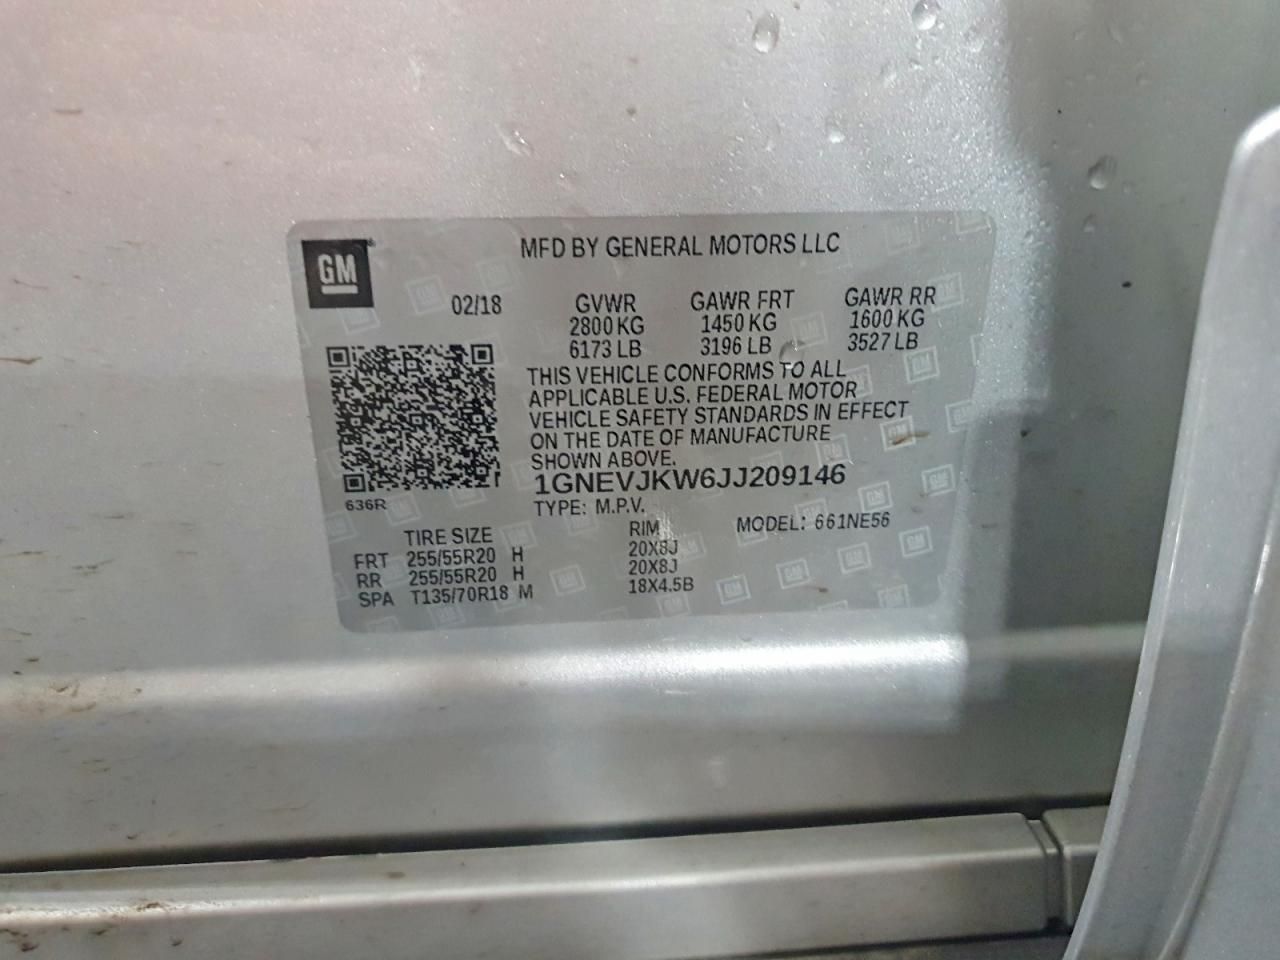 GM
MFD BY GENERAL MOTORS LLC
02/18 GVWR GAWR FRT GAWR RR
2800 KG 1450 KG 1600 KG
6173 LB 3196 LB 3527 LB
THIS VEHICLE CONFORMS TO ALL
APPLICABLE U.S. FEDERAL MOTOR
VEHICLE SAFETY STANDARDS IN EFFECT
ON THE DATE OF MANUFACTURE
SHOWN ABOVE.
1GNEVJKW6JJ209146
636R
TYPE: M.P.V. MODEL: 661NE56
TIRE SIZE RIM
FRT 255/55R20 H 20X8J
RR 255/55R20 H 20X8J
SPA T135/70R18 M 18X4.5B